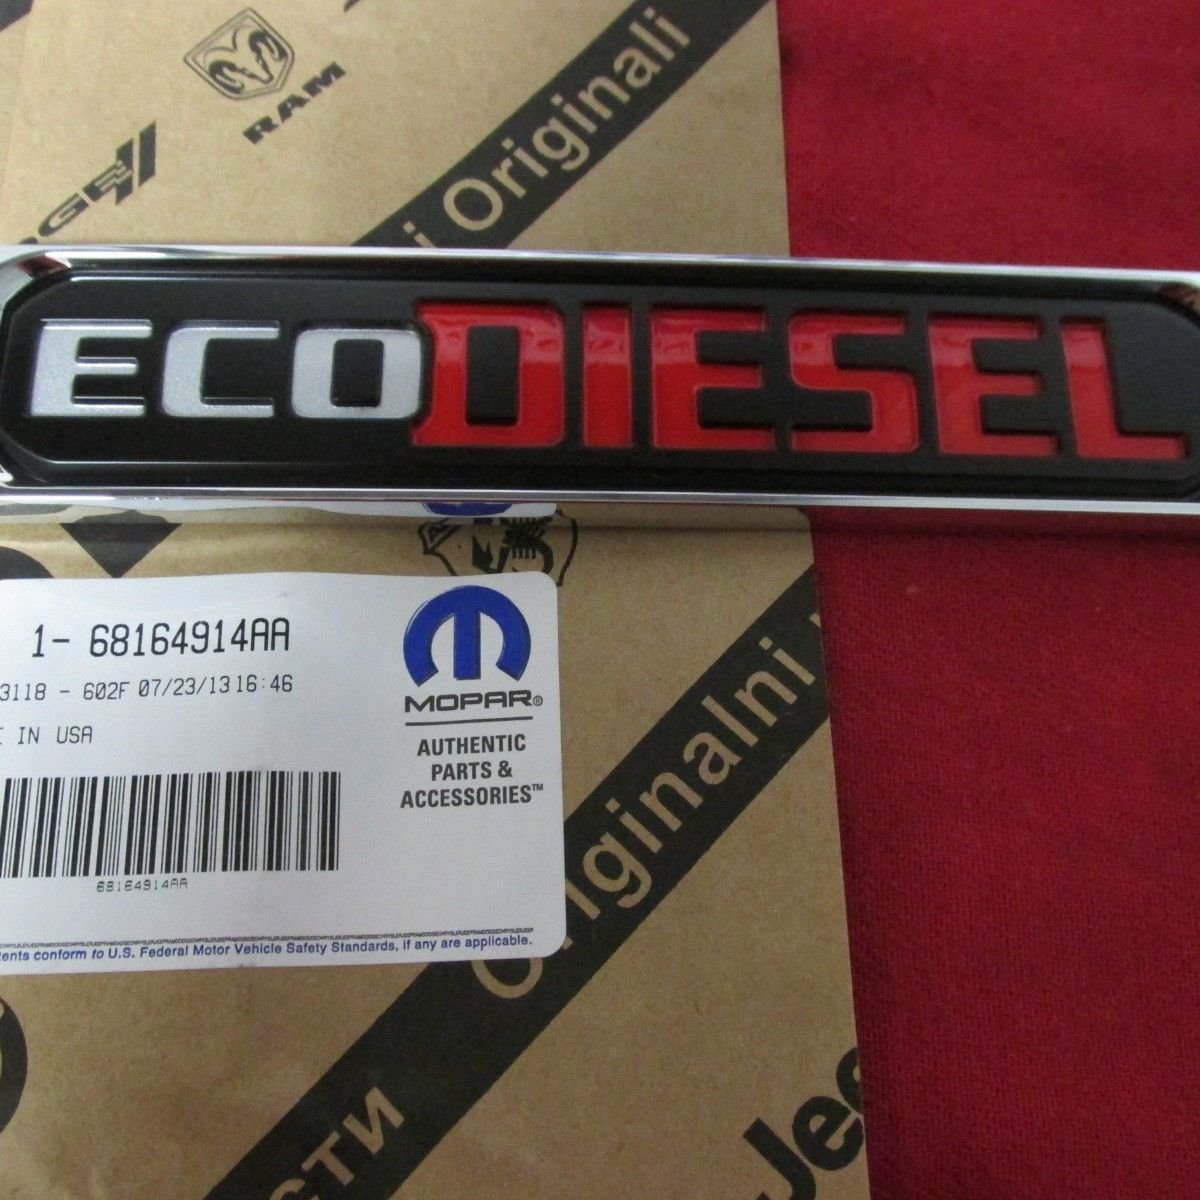 RAM
Originali
ECODIESEL
1- 68164914AA
3118 - 602F 07/23/13 16:46
IN USA
MOPAR®
AUTHENTIC
PARTS &
ACCESSORIES™
68164914AA
conform to U.S. Federal Motor Vehicle Safety Standards, if any are applicable.
Originalni
Jee